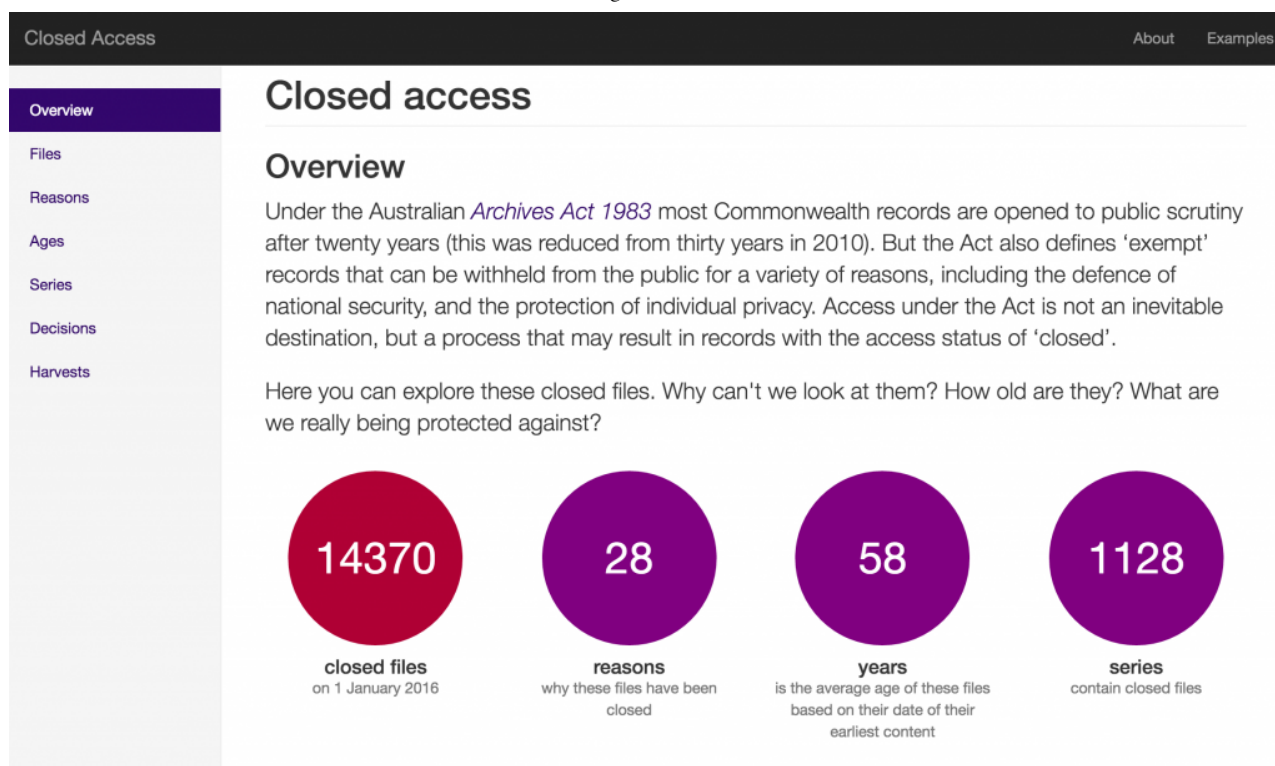 Closed Access
About
Examples
Overview
Files
Reasons
Ages
Series
Decisions
Harvests
Closed access
Overview
Under the Australian Archives Act 1983 most Commonwealth records are opened to public scrutiny
after twenty years (this was reduced from thirty years in 2010). But the Act also defines ‘exempt’
records that can be withheld from the public for a variety of reasons, including the defence of
national security, and the protection of individual privacy. Access under the Act is not an inevitable
destination, but a process that may result in records with the access status of ‘closed’.
Here you can explore these closed files. Why can't we look at them? How old are they? What are
we really being protected against?
14370
closed files
on 1 January 2016
28
reasons
why these files have been
closed
58
years
is the average age of these files
based on their date of their
earliest content
1128
series
contain closed files